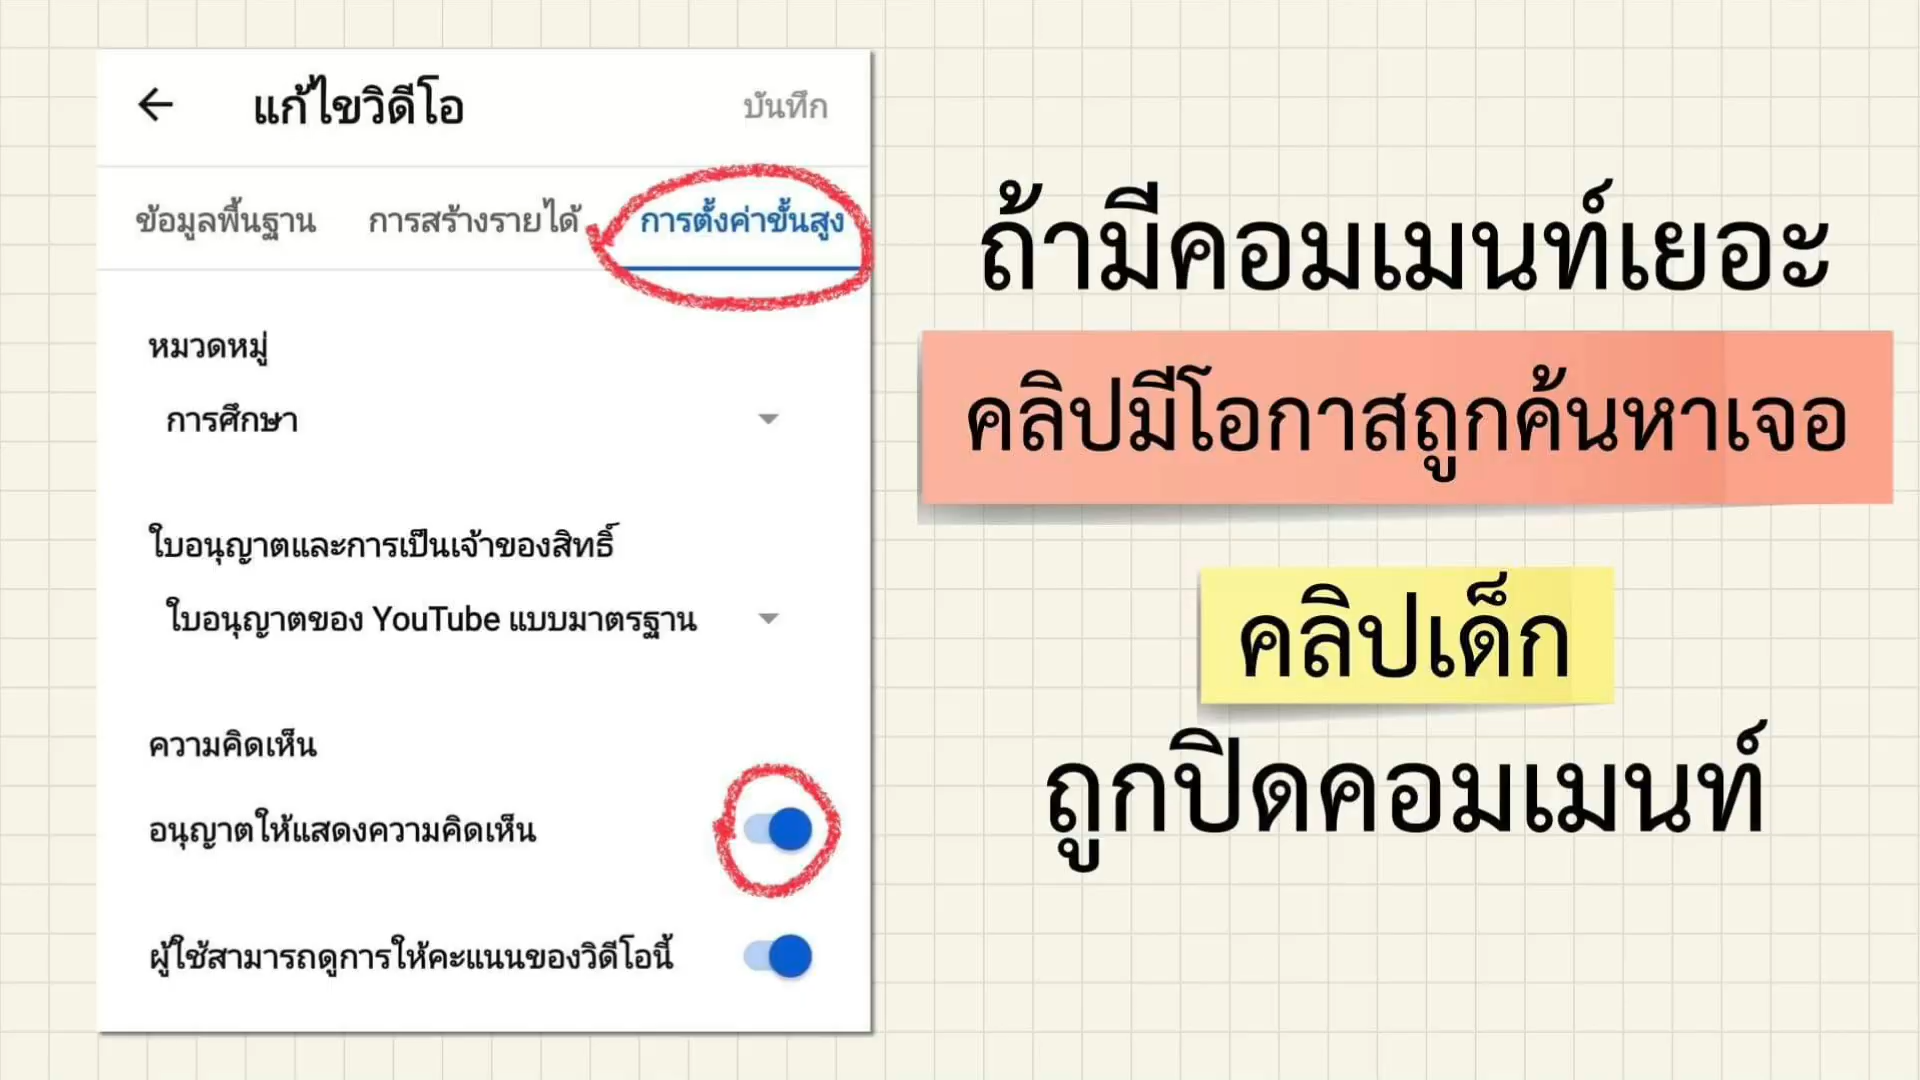 แก้ไขวิดีโอ
บันทึก
ข้อมูลพื้นฐาน
การสร้างรายได้
การตั้งค่าขั้นสูง
หมวดหมู่
การศึกษา
ใบอนุญาตและการเป็นเจ้าของสิทธิ์
ใบอนุญาตของ YouTube แบบมาตรฐาน
ความคิดเห็น
อนุญาตให้แสดงความคิดเห็น
ผู้ใช้สามารถดูการให้คะแนนของวิดีโอนี้
ถ้ามีคอมเมนท์เยอะ
คลิปมีโอกาสถูกค้นหาเจอ
คลิปเด็ก
ถูกปิดคอมเมนท์